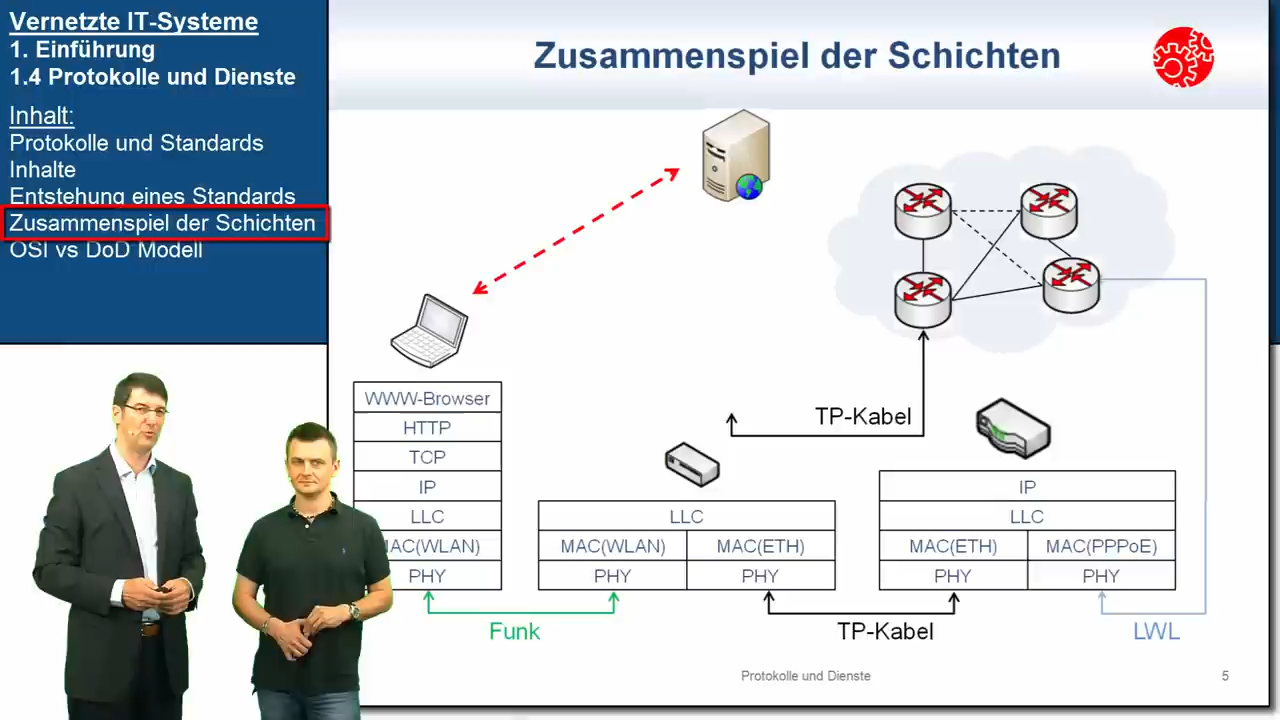 Vernetzte IT-Systeme
1. Einführung
1.4 Protokolle und Dienste
Inhalt:
Protokolle und Standards
Inhalte
Entstehung eines Standards
Zusammenspiel der Schichten
OSI vs DoD Modell
Zusammenspiel der Schichten
WWW-Browser
HTTP
TCP
IP
LLC
MAC(WLAN)
PHY
LLC
MAC(WLAN) MAC(ETH)
PHY PHY
TP-Kabel
IP
LLC
MAC(ETH) MAC(PPPoE)
PHY PHY
Funk
TP-Kabel
LWL
Protokolle und Dienste
5